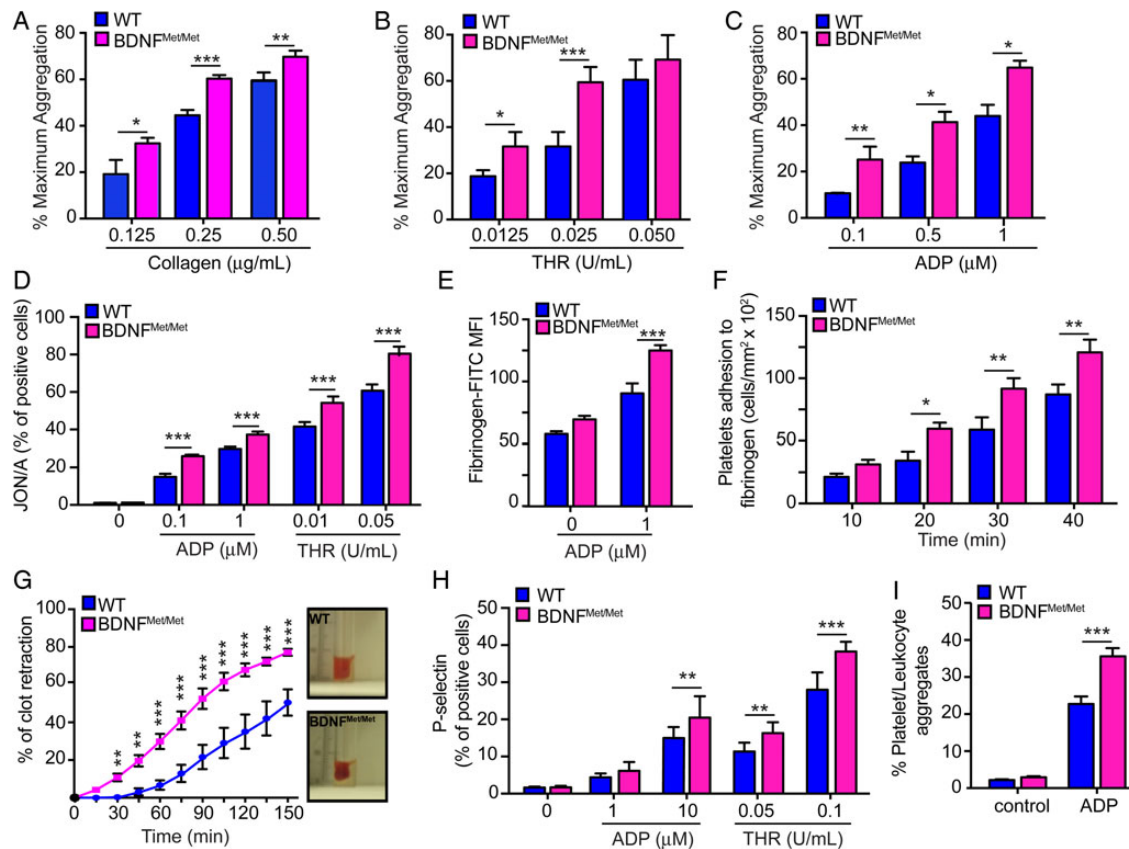 A
WT
BDNF^Met/Met
% Maximum Aggregation
80
60
40
20
0
* *** **
0.125 0.25 0.50
Collagen (μg/mL)
B
WT
BDNF^Met/Met
% Maximum Aggregation
80
60
40
20
0
* ***
0.0125 0.025 0.050
THR (U/mL)
C
WT
BDNF^Met/Met
% Maximum Aggregation
80
60
40
20
0
** * *
0.1 0.5 1
ADP (μM)
D
WT
BDNF^Met/Met
JON/A (% of positive cells)
100
80
60
40
20
0
*** *** *** ***
0 0.1 1 0.01 0.05
ADP (μM) THR (U/mL)
E
WT
BDNF^Met/Met
Fibrinogen-FITC MFI
150
100
50
0
***
0 1
ADP (μM)
F
WT
BDNF^Met/Met
Platelets adhesion to
fibrinogen (cells/mm² x 10²)
150
100
50
0
* ** **
10 20 30 40
Time (min)
G
WT
BDNF^Met/Met
% of clot retraction
100
80
60
40
20
0
** ** *** *** *** *** *** *** ***
0 30 60 90 120 150
Time (min)
WT
BDNF^Met/Met
H
WT
BDNF^Met/Met
P-selectin
(% of positive cells)
50
40
30
20
10
0
** ** ***
0 1 10 0.05 0.1
ADP (μM) THR (U/mL)
I
WT
BDNF^Met/Met
% Platelet/Leukocyte
aggregates
50
40
30
20
10
0
***
control ADP